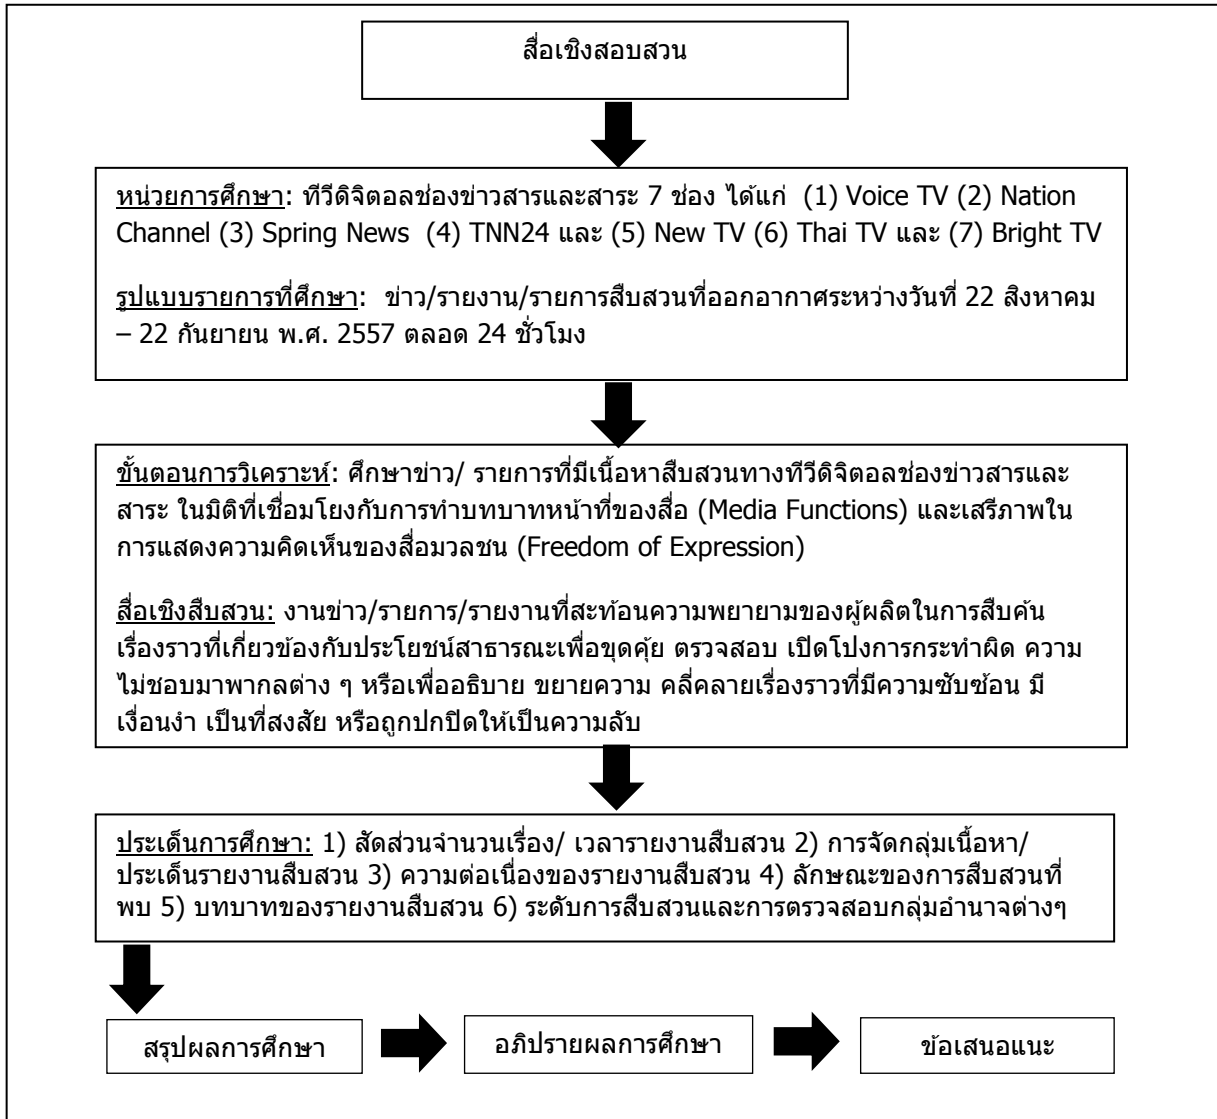 สื่อเชิงสอบสวน
หน่วยการศึกษา: ทีวีดิจิตอลช่องข่าวสารและสาระ 7 ช่อง ได้แก่ (1) Voice TV (2) Nation
Channel (3) Spring News (4) TNN24 และ (5) New TV (6) Thai TV และ (7) Bright TV
รูปแบบรายการที่ศึกษา: ข่าว/รายงาน/รายการสืบสวนที่ออกอากาศระหว่างวันที่ 22 สิงหาคม
– 22 กันยายน พ.ศ. 2557 ตลอด 24 ชั่วโมง
ขั้นตอนการวิเคราะห์: ศึกษาข่าว/ รายการที่มีเนื้อหาสืบสวนทางทีวีดิจิตอลช่องข่าวสารและ
สาระ ในมิติที่เชื่อมโยงกับการทำบทบาทหน้าที่ของสื่อ (Media Functions) และเสรีภาพใน
การแสดงความคิดเห็นของสื่อมวลชน (Freedom of Expression)
สื่อเชิงสืบสวน: งานข่าว/รายการ/รายงานที่สะท้อนความพยายามของผู้ผลิตในการสืบค้น
เรื่องราวที่เกี่ยวข้องกับประโยชน์สาธารณะเพื่อขุดคุ้ย ตรวจสอบ เปิดโปงการกระทำผิด ความ
ไม่ชอบมาพากลต่าง ๆ หรือเพื่ออธิบาย ขยายความ คลี่คลายเรื่องราวที่มีความซับซ้อน มี
เงื่อนงำ เป็นที่สงสัย หรือถูกปกปิดให้เป็นความลับ
ประเด็นการศึกษา: 1) สัดส่วนจำนวนเรื่อง/ เวลารายงานสืบสวน 2) การจัดกลุ่มเนื้อหา/
ประเด็นรายงานสืบสวน 3) ความต่อเนื่องของรายงานสืบสวน 4) ลักษณะของการสืบสวนที่
พบ 5) บทบาทของรายงานสืบสวน 6) ระดับการสืบสวนและการตรวจสอบกลุ่มอำนาจต่างๆ
สรุปผลการศึกษา
อภิปรายผลการศึกษา
ข้อเสนอแนะ